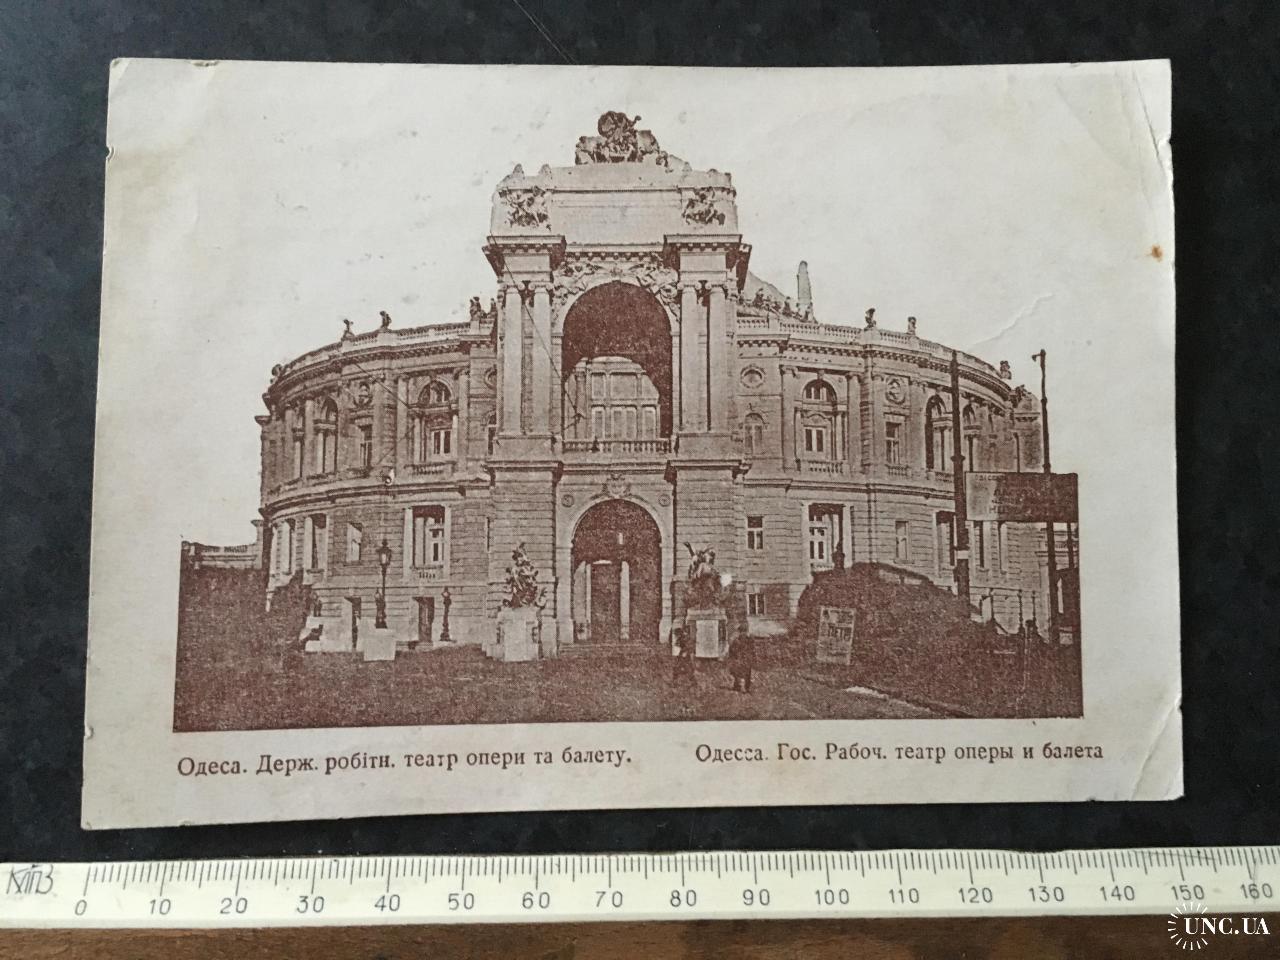 Одеса. Держ. робітн. театр опери та балету. Одесса. Гос. Рабоч. театр оперы и балета
0 10 20 30 40 50 60 70 80 90 100 110 120 130 140 150 160
UNC.UA